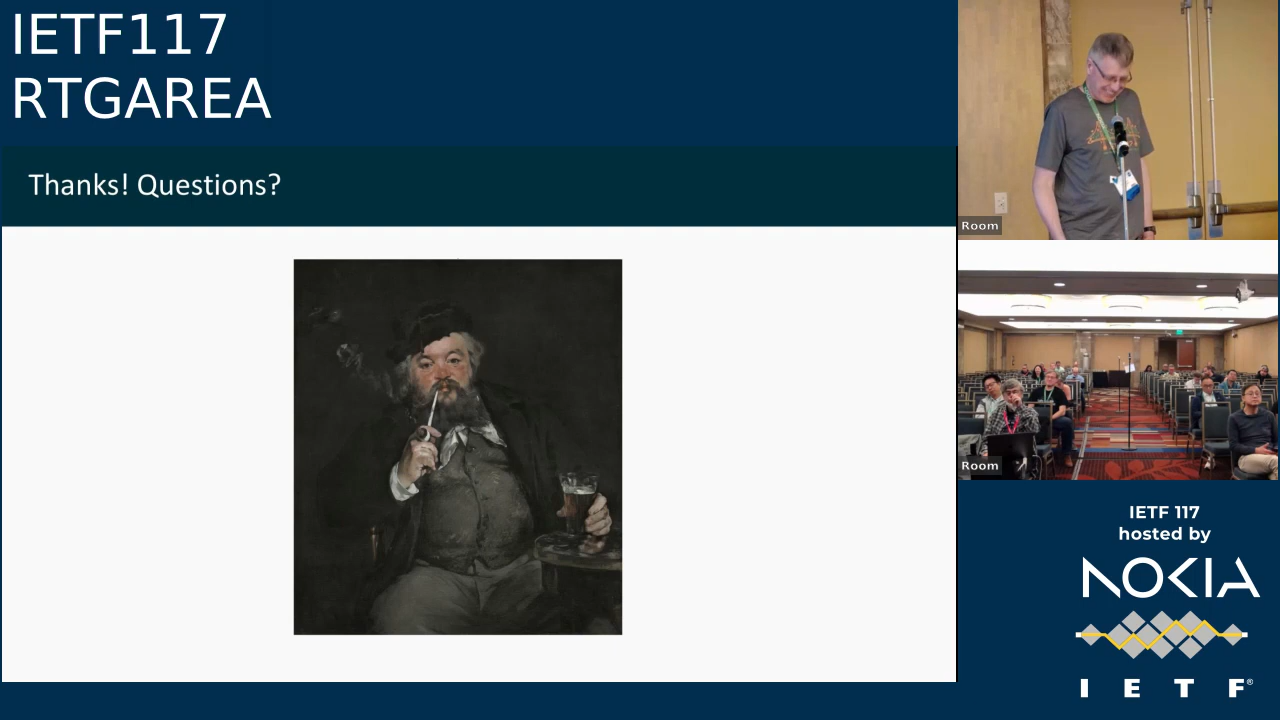 IETF117
RTGAREA
Thanks! Questions?
Room
Room
IETF 117
hosted by
NOKIA
I E T F®